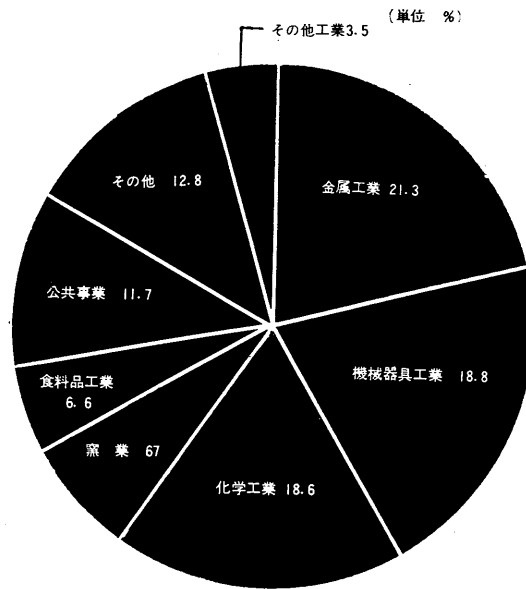 (単位 %)
その他工業3.5
金属工業 21.3
機械器具工業 18.8
化学工業 18.6
窯業 67
食料品工業
6.6
公共事業 11.7
その他 12.8